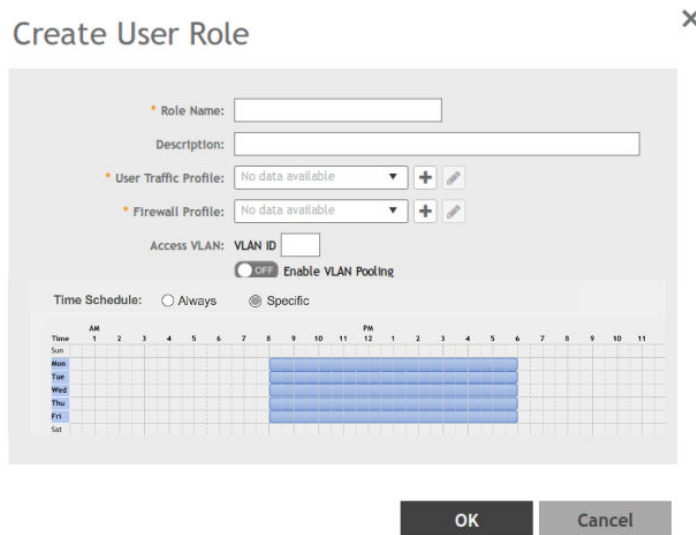 Create User Role
* Role Name:
Description:
* User Traffic Profile: No data available
* Firewall Profile: No data available
Access VLAN: VLAN ID
OFF Enable VLAN Pooling
Time Schedule: Always Specific
AM PM
Time 1 2 3 4 5 6 7 8 9 10 11 12 1 2 3 4 5 6 7 8 9 10 11
Sun
Mon
Tue
Wed
Thu
Fri
Sat
OK Cancel